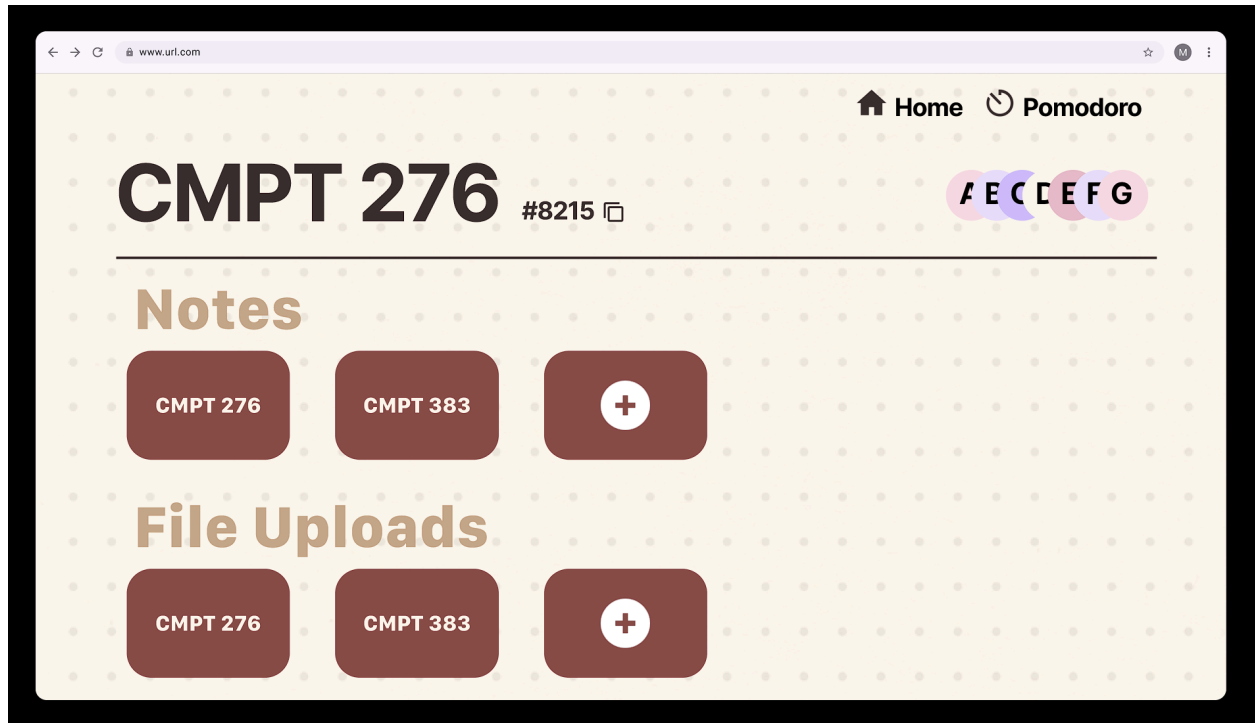 www.url.com
M
Home Pomodoro
CMPT 276 #8215
A B C D E F G
Notes
CMPT 276 CMPT 383 +
File Uploads
CMPT 276 CMPT 383 +